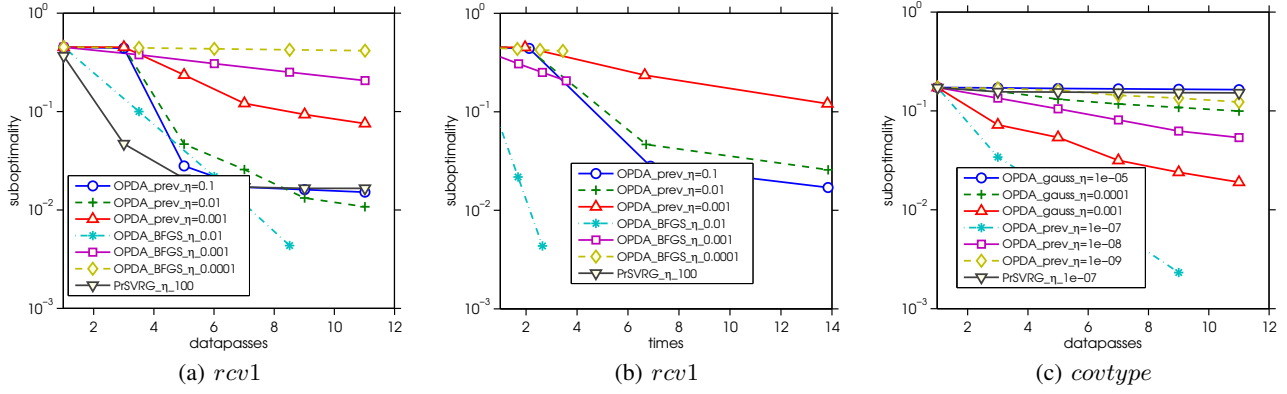 10^0
10^-1
10^-2
10^-3
suboptimality
OPDA_prev_η=0.1
OPDA_prev_η=0.01
OPDA_prev_η=0.001
OPDA_BFGS_η_0.01
OPDA_BFGS_η_0.001
OPDA_BFGS_η_0.0001
PrSVRG_η_100
2 4 6 8 10 12
datapasses
(a) rcv1
10^0
10^-1
10^-2
10^-3
suboptimality
OPDA_prev_η=0.1
OPDA_prev_η=0.01
OPDA_prev_η=0.001
OPDA_BFGS_η_0.01
OPDA_BFGS_η_0.001
OPDA_BFGS_η_0.0001
PrSVRG_η_100
2 4 6 8 10 12 14
times
(b) rcv1
10^0
10^-1
10^-2
10^-3
suboptimality
OPDA_gauss_η=1e-05
OPDA_gauss_η=0.0001
OPDA_gauss_η=0.001
OPDA_prev_η=1e-07
OPDA_prev_η=1e-08
OPDA_prev_η=1e-09
PrSVRG_η_1e-07
2 4 6 8 10 12
datapasses
(c) covtype